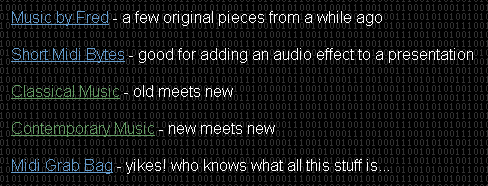 Music by Fred - a few original pieces from a while ago
Short Midi Bytes - good for adding an audio effect to a presentation
Classical Music - old meets new
Contemporary Music - new meets new
Midi Grab Bag - yikes! who knows what all this stuff is...